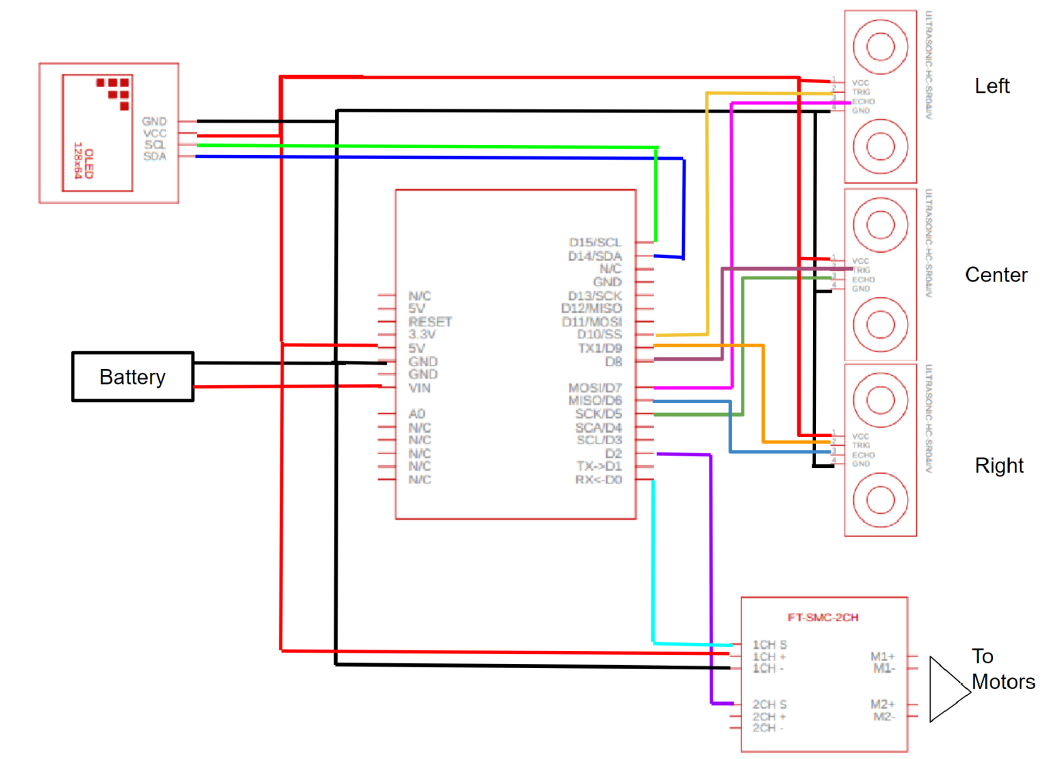 OLED
128x64
GND
VCC
SCL
SDA
Battery
N/C
5V
RESET
3.3V
5V
GND
GND
VIN
A0
N/C
N/C
N/C
N/C
N/C
D15/SCL
D14/SDA
N/C
GND
D13/SCK
D12/MISO
D11/MOSI
D10/SS
TX1/D9
D8
MOSI/D7
MISO/D6
SCK/D5
SCA/D4
SCL/D3
D2
TX->D1
RX<-D0
1 VCC
2 TRIG
3 ECHO
4 GND
ULTRASONIC-HC-SR04/V
Left
1 VCC
2 TRIG
3 ECHO
4 GND
ULTRASONIC-HC-SR04/V
Center
1 VCC
2 TRIG
3 ECHO
4 GND
ULTRASONIC-HC-SR04/V
Right
FT-SMC-2CH
1CH S
1CH +
1CH -
2CH S
2CH +
2CH -
M1+
M1-
M2+
M2-
To
Motors